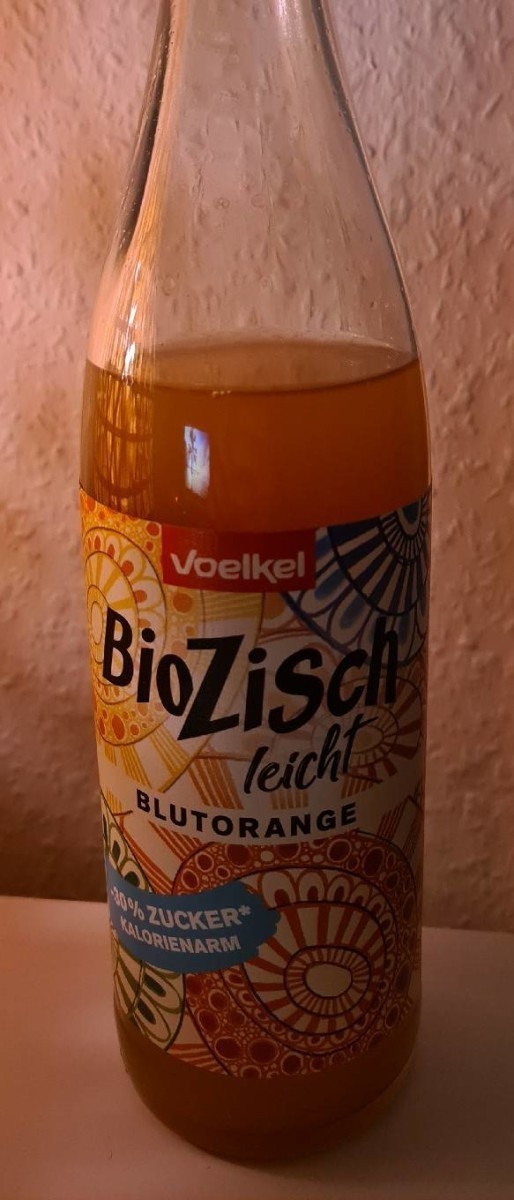 Voelkel
BioZisch
leicht
BLUTORANGE
-30% ZUCKER*
KALORIENARM